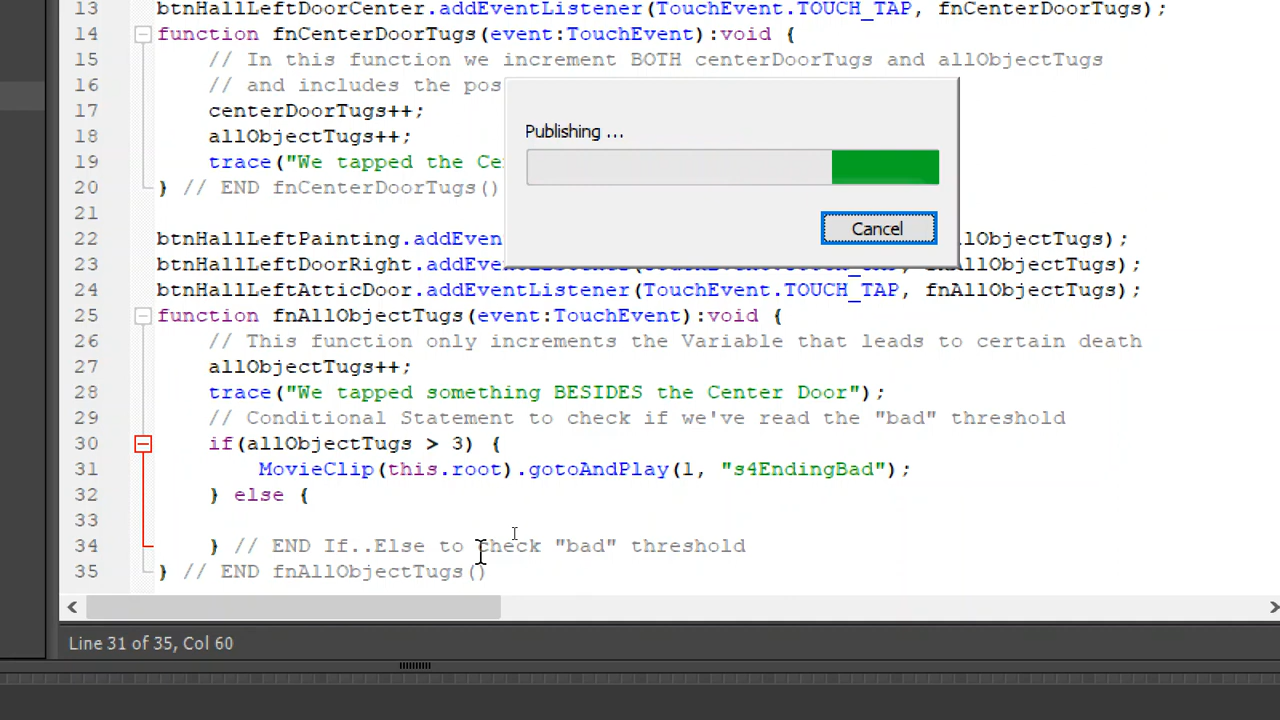 13 btnHallLeftDoorCenter.addEventListener(TouchEvent.TOUCH_TAP, fnCenterDoorTugs);
14 function fnCenterDoorTugs(event:TouchEvent):void {
15 // In this function we increment BOTH centerDoorTugs and allObjectTugs
16 // and includes the pos
17 centerDoorTugs++;
18 allObjectTugs++;
19 trace("We tapped the Ce
20 } // END fnCenterDoorTugs()
21
22 btnHallLeftPainting.addEven lObjectTugs);
23 btnHallLeftDoorRight.addEventListener(TouchEvent.TOUCH_TAP, fnAllObjectTugs);
24 btnHallLeftAtticDoor.addEventListener(TouchEvent.TOUCH_TAP, fnAllObjectTugs);
25 function fnAllObjectTugs(event:TouchEvent):void {
26 // This function only increments the Variable that leads to certain death
27 allObjectTugs++;
28 trace("We tapped something BESIDES the Center Door");
29 // Conditional Statement to check if we've read the "bad" threshold
30 if(allObjectTugs > 3) {
31 MovieClip(this.root).gotoAndPlay(1, "s4EndingBad");
32 } else {
33
34 } // END If..Else to check "bad" threshold
35 } // END fnAllObjectTugs()
Publishing ...
Cancel
Line 31 of 35, Col 60